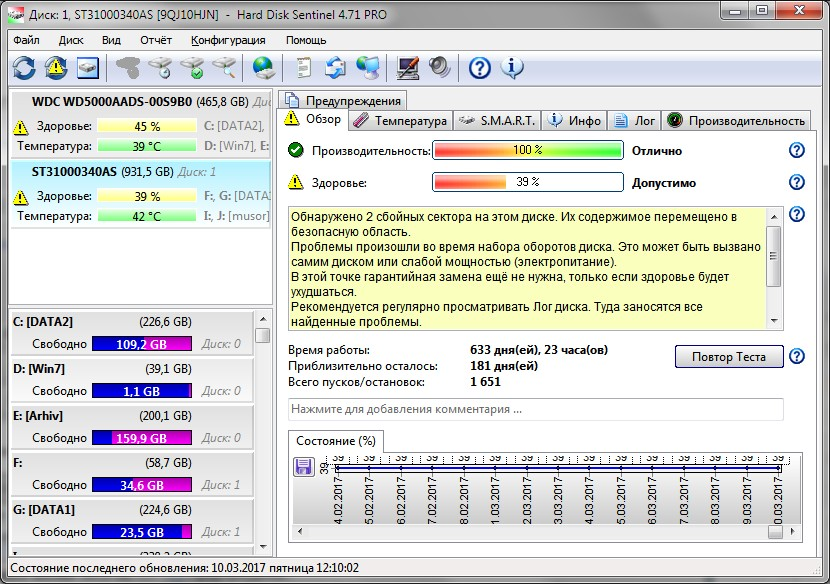 Диск: 1, ST31000340AS [9QJ10HJN] - Hard Disk Sentinel 4.71 PRO
Файл Диск Вид Отчёт Конфигурация Помощь
WDC WD5000AADS-00S9B0 (465,8 GB)
Здоровье: 45 % C: [DATA2],
Температура: 39 °C D: [Win7], E:
ST31000340AS (931,5 GB) Диск: 1
Здоровье: 39 % F:, G: [DATA
Температура: 42 °C I:, J: [musor]
C: [DATA2] (226,6 GB)
Свободно 109,2 GB Диск: 0
D: [Win7] (39,1 GB)
Свободно 1,1 GB Диск: 0
E: [Arhiv] (200,1 GB)
Свободно 159,9 GB Диск: 0
F: (58,7 GB)
Свободно 34,6 GB Диск: 1
G: [DATA1] (224,6 GB)
Свободно 23,5 GB Диск: 1
Предупреждения
Обзор Температура S.M.A.R.T. Инфо Лог Производительность
Производительность: 100 % Отлично
Здоровье: 39 % Допустимо
Обнаружено 2 сбойных сектора на этом диске. Их содержимое перемещено в
безопасную область.
Проблемы произошли во время набора оборотов диска. Это может быть вызвано
самим диском или слабой мощностью (электропитание).
В этой точке гарантийная замена ещё не нужна, только если здоровье будет
ухудшаться.
Рекомендуется регулярно просматривать Лог диска. Туда заносятся все
найденные проблемы.
Время работы: 633 дня(ей), 23 часа(ов)
Приблизительно осталось: 181 дня(ей)
Всего пусков/остановок: 1 651
Повтор Теста
Нажмите для добавления комментария ...
Состояние (%)
39 39 39 39 39 39 39 39 39 39 39 39 39 39 39
39
4.02.2017 5.02.2017 6.02.2017 7.02.2017 8.02.2017 1.03.2017 2.03.2017 3.03.2017 4.03.2017 5.03.2017 6.03.2017 7.03.2017 8.03.2017 9.03.2017 0.03.2017
Состояние последнего обновления: 10.03.2017 пятница 12:10:02